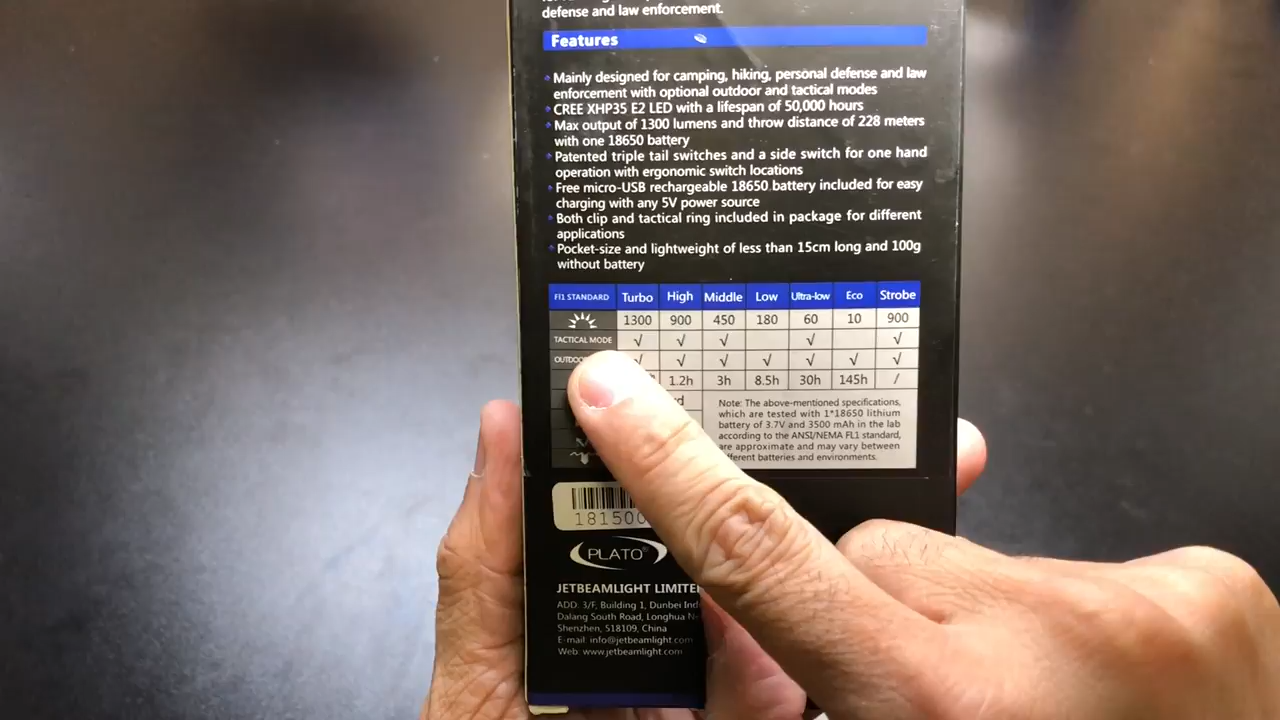 defense and law enforcement.
Features
Mainly designed for camping, hiking, personal defense and law
enforcement with optional outdoor and tactical modes
CREE XHP35 E2 LED with a lifespan of 50,000 hours
Max output of 1300 lumens and throw distance of 228 meters
with one 18650 battery
Patented triple tail switches and a side switch for one hand
operation with ergonomic switch locations
Free micro-USB rechargeable 18650 battery included for easy
charging with any 5V power source
Both clip and tactical ring included in package for different
applications
Pocket-size and lightweight of less than 15cm long and 100g
without battery
Fl1 STANDARD Turbo High Middle Low Ultra-low Eco Strobe
1300 900 450 180 60 10 900
TACTICAL MODE √ √ √ √ √
√ √ √ √ √ √ √
1.2h 3h 8.5h 30h 145h /
Note: The above-mentioned specifications,
which are tested with 1*18650 lithium
battery of 3.7V and 3500 mAh in the lab
according to the ANSI/NEMA FL1 standard,
are approximate and may vary between
different batteries and environments.
PLATO®
JETBEAMLIGHT LIMITED
ADD: 3/F, Building 1, Dunbei
Dalang South Road, Longhua
Shenzhen, 518109, China
E-mail: info@jetbeamlight.com
Web: www.jetbeamlight.com